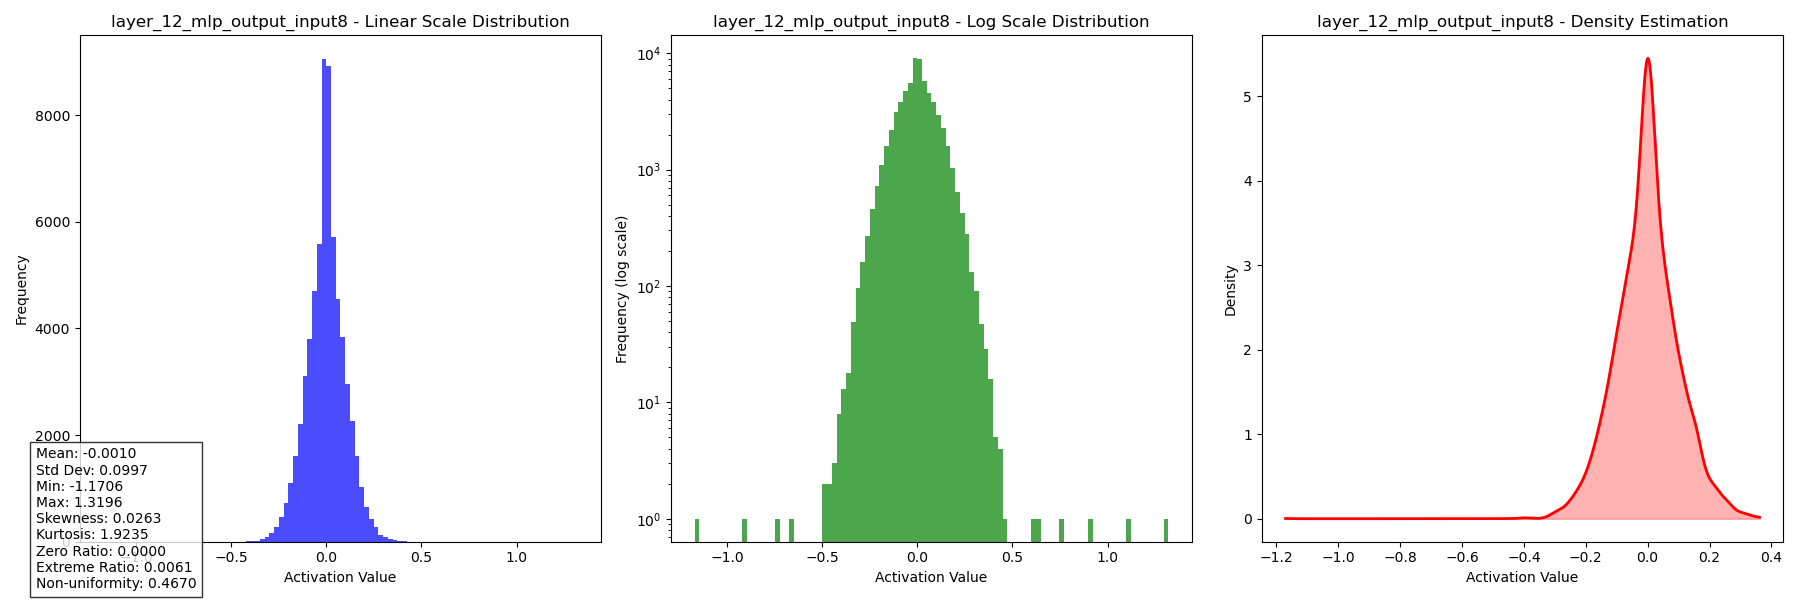 layer_12_mlp_output_input8 - Linear Scale Distribution
Frequency
8000
6000
4000
2000
−0.5
0.0
0.5
1.0
Activation Value
Mean: -0.0010
Std Dev: 0.0997
Min: -1.1706
Max: 1.3196
Skewness: 0.0263
Kurtosis: 1.9235
Zero Ratio: 0.0000
Extreme Ratio: 0.0061
Non-uniformity: 0.4670
layer_12_mlp_output_input8 - Log Scale Distribution
Frequency (log scale)
10⁴
10³
10²
10¹
10⁰
−1.0
−0.5
0.0
0.5
1.0
Activation Value
layer_12_mlp_output_input8 - Density Estimation
Density
5
4
3
2
1
0
−1.2
−1.0
−0.8
−0.6
−0.4
−0.2
0.0
0.2
0.4
Activation Value